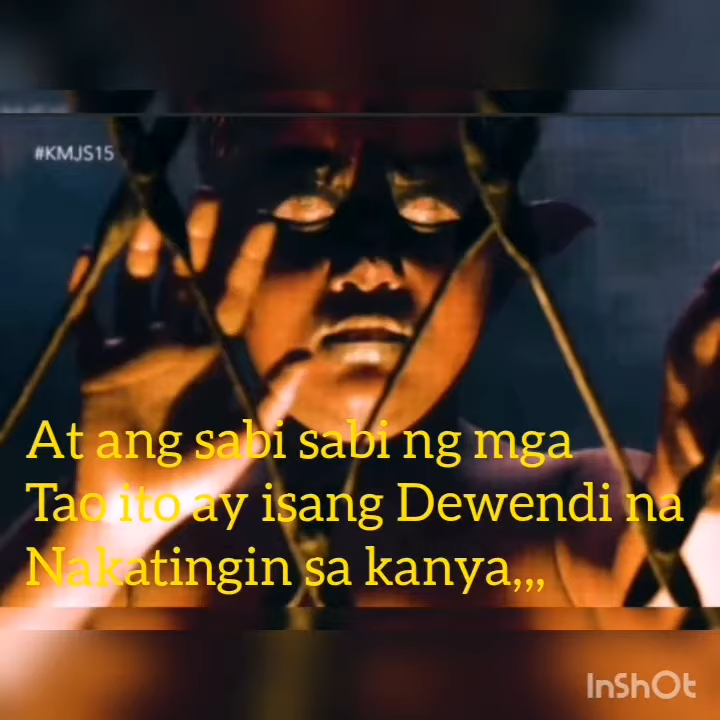 #KMJS15
At ang sabi sabi ng mga
Tao ito ay isang Dewendi na
Nakatingin sa kanya,,,
InShOt